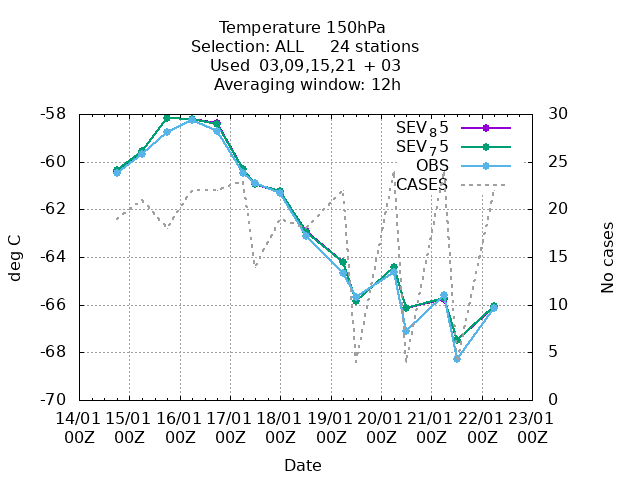 Temperature 150hPa
Selection: ALL 24 stations
Used 03,09,15,21 + 03
Averaging window: 12h
-58
-60
-62
-64
-66
-68
-70
deg C
30
25
20
15
10
5
0
No cases
SEV85
SEV75
OBS
CASES
14/01 15/01 16/01 17/01 18/01 19/01 20/01 21/01 22/01 23/01
00Z 00Z 00Z 00Z 00Z 00Z 00Z 00Z 00Z 00Z
Date